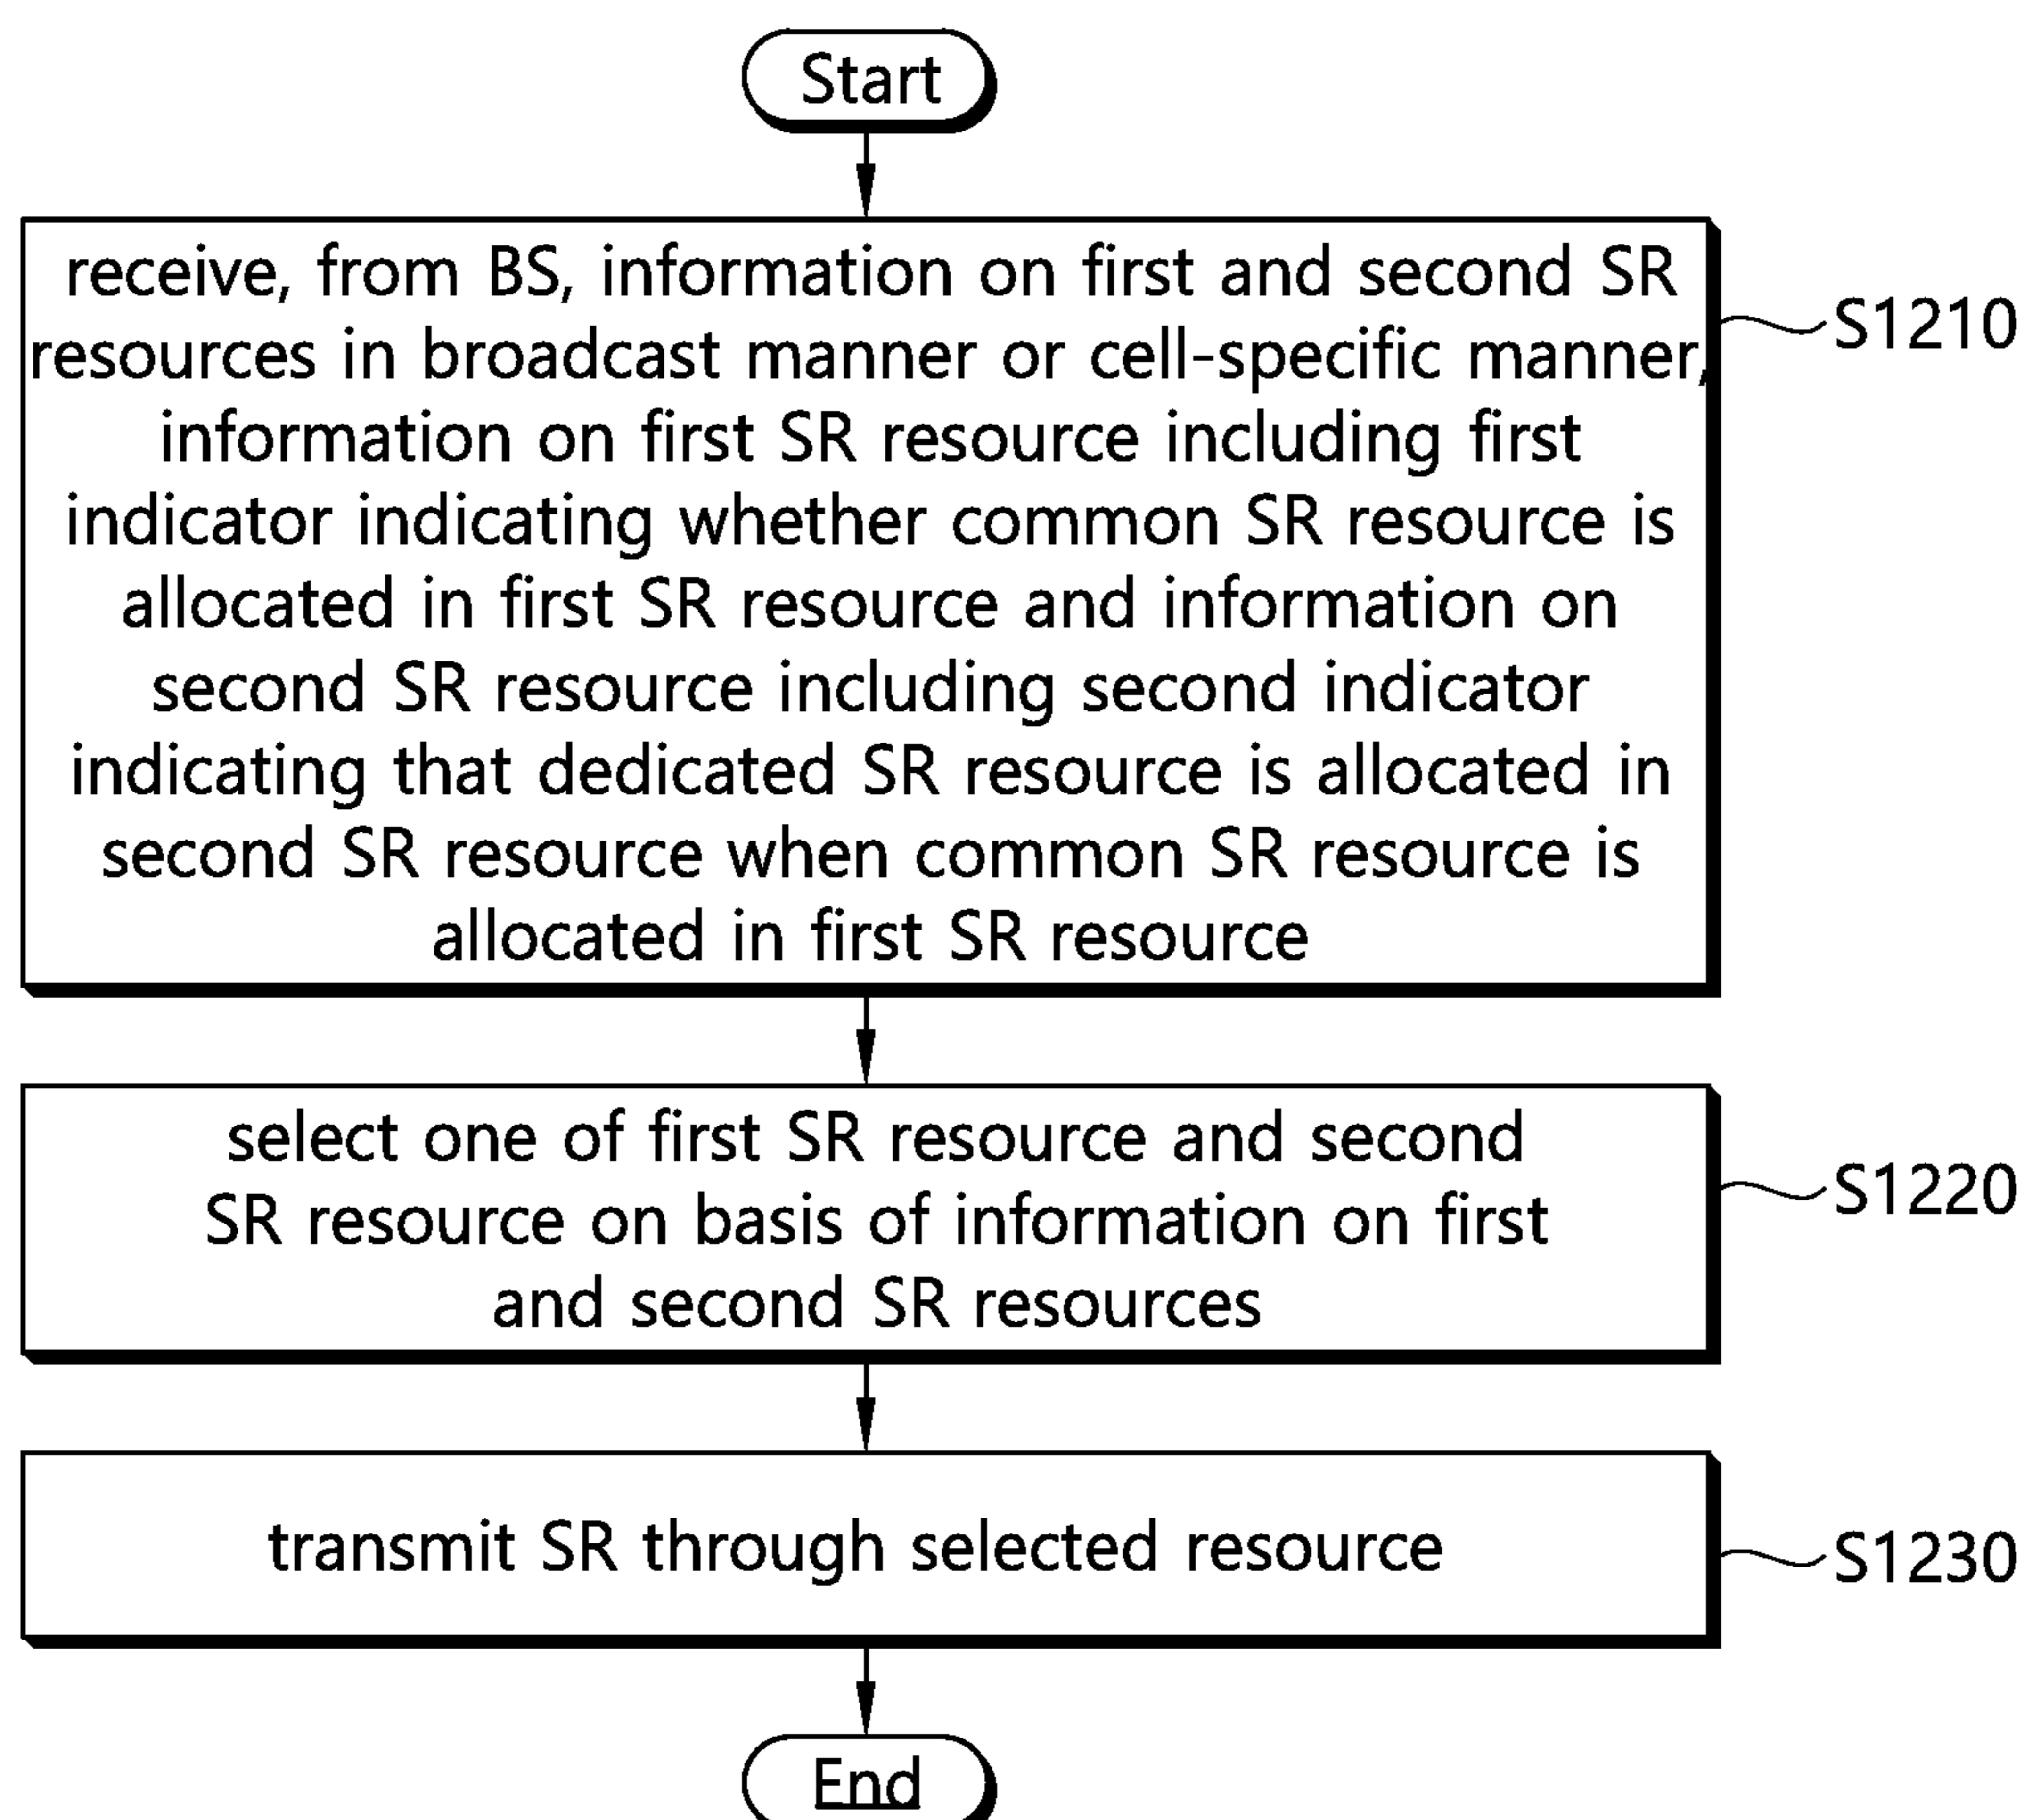 Start
receive, from BS, information on first and second SR
resources in broadcast manner or cell-specific manner,
information on first SR resource including first
indicator indicating whether common SR resource is
allocated in first SR resource and information on
second SR resource including second indicator
indicating that dedicated SR resource is allocated in
second SR resource when common SR resource is
allocated in first SR resource
S1210
select one of first SR resource and second
SR resource on basis of information on first
and second SR resources
S1220
transmit SR through selected resource
S1230
End